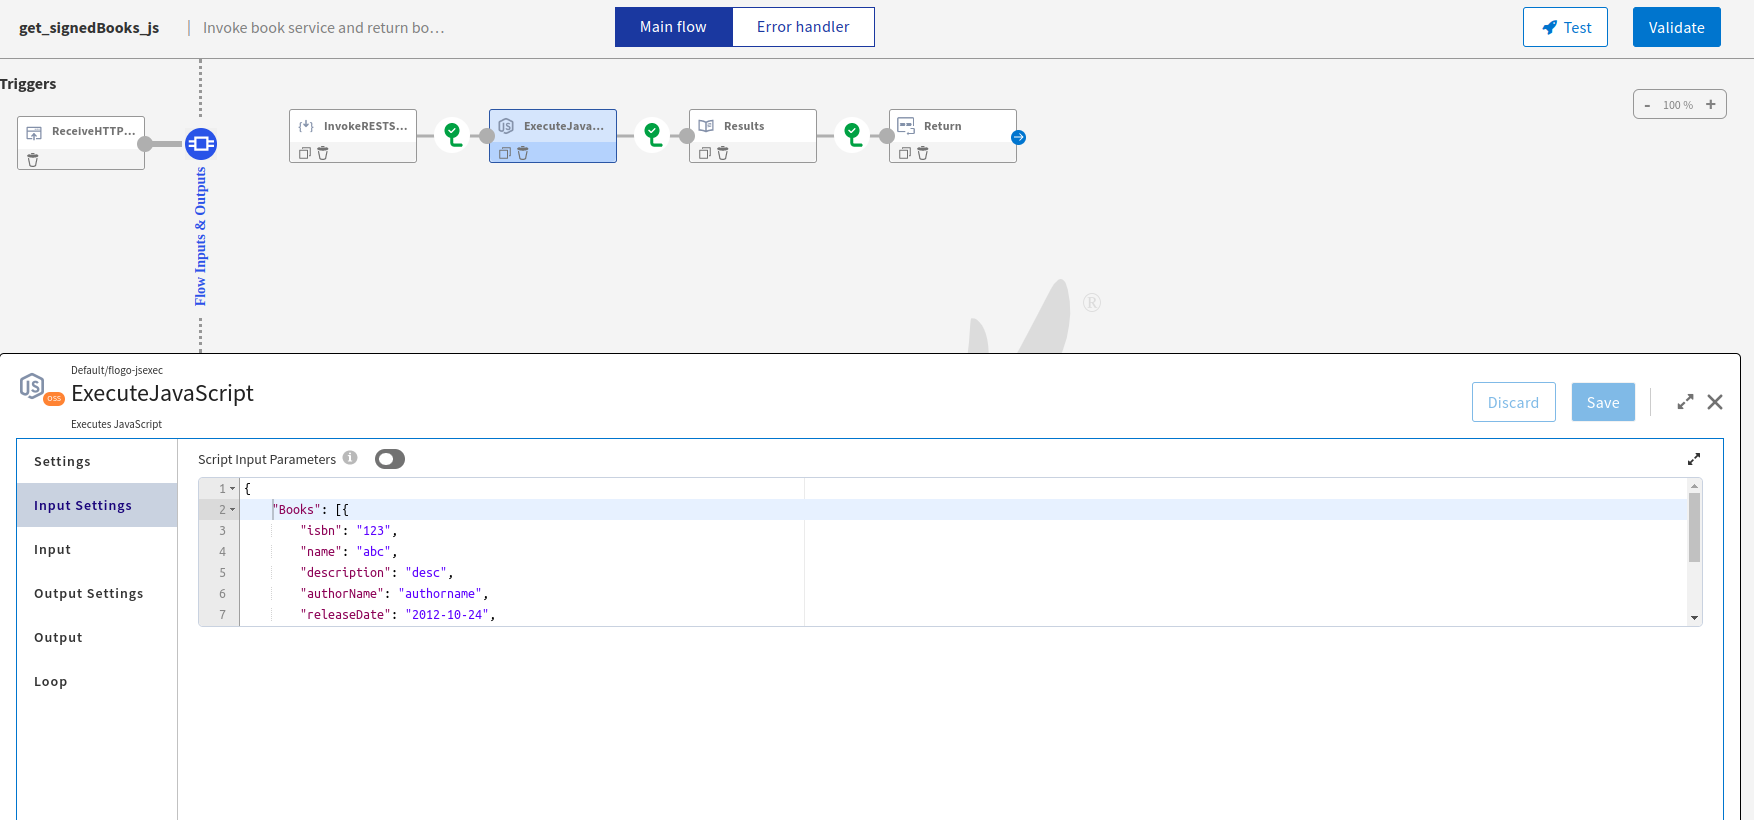 get_signedBooks_js
Invoke book service and return bo...
Main flow
Error handler
Test
Validate
Triggers
- 100 % +
ReceiveHTTP...
InvokeRESTS...
ExecuteJava...
Results
Return
Flow Inputs & Outputs
®
Default/flogo-jsexec
JS
OSS
ExecuteJavaScript
Executes JavaScript
Discard
Save
Settings
Input Settings
Input
Output Settings
Output
Loop
Script Input Parameters
1 {
2 "Books": [{
3 "isbn": "123",
4 "name": "abc",
5 "description": "desc",
6 "authorName": "authorname",
7 "releaseDate": "2012-10-24",